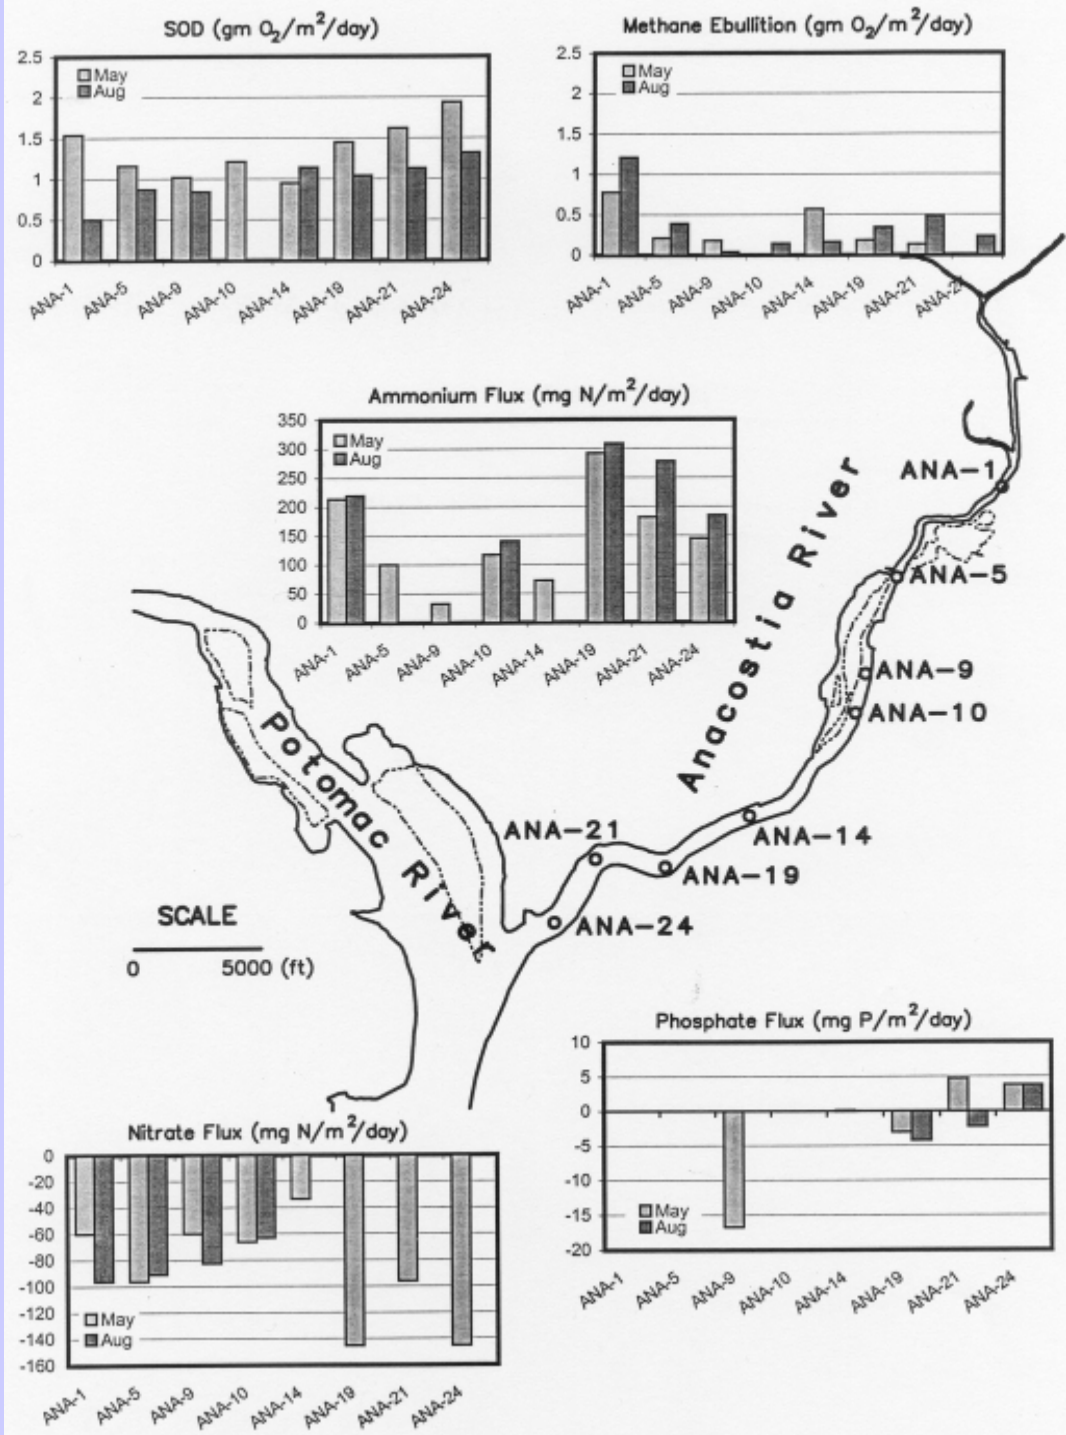 SOD (gm O2/m2/day)
2.5
2
1.5
1
0.5
0
May
Aug
ANA-1
ANA-5
ANA-9
ANA-10
ANA-14
ANA-19
ANA-21
ANA-24
Methane Ebullition (gm O2/m2/day)
2.5
2
1.5
1
0.5
0
May
Aug
ANA-1
ANA-5
ANA-9
ANA-10
ANA-14
ANA-19
ANA-21
Ammonium Flux (mg N/m2/day)
350
300
250
200
150
100
50
0
May
Aug
ANA-1
ANA-5
ANA-9
ANA-10
ANA-14
ANA-19
ANA-21
ANA-24
Anacostia River
ANA-1
ANA-5
ANA-9
ANA-10
ANA-14
ANA-19
ANA-21
ANA-24
Potomac River
SCALE
0 5000 (ft)
Phosphate Flux (mg P/m2/day)
10
5
0
-5
-10
-15
-20
May
Aug
ANA-1
ANA-5
ANA-9
ANA-10
ANA-14
ANA-19
ANA-21
ANA-24
Nitrate Flux (mg N/m2/day)
0
-20
-40
-60
-80
-100
-120
-140
-160
May
Aug
ANA-1
ANA-5
ANA-9
ANA-10
ANA-14
ANA-19
ANA-21
ANA-24